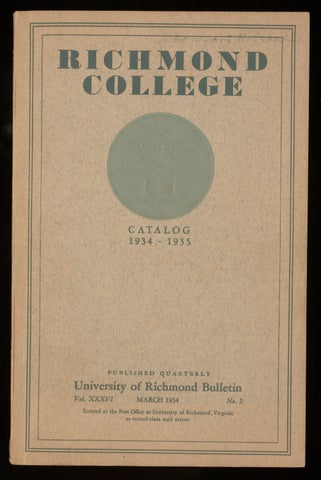 RICHMOND
COLLEGE
CATALOG
1934 - 1935
PUBLISHED QUARTERLY
University of Richmond Bulletin
Vol. XXXVI MARCH 1934 No. 2
Entered at the Post Office at University of Richmond, Virginia
as second-class mail matter